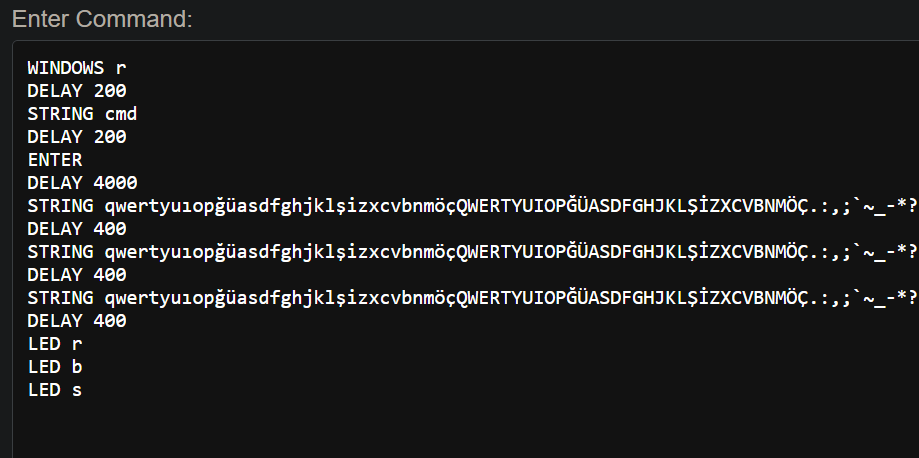 Enter Command:
WINDOWS r
DELAY 200
STRING cmd
DELAY 200
ENTER
DELAY 4000
STRING qwertyuıopğüasdfghjklşizxcvbnmöçQWERTYUIOPĞÜASDFGHJKLŞİZXCVBNMÖÇ.:,;`~_-*?
DELAY 400
STRING qwertyuıopğüasdfghjklşizxcvbnmöçQWERTYUIOPĞÜASDFGHJKLŞİZXCVBNMÖÇ.:,;`~_-*?
DELAY 400
STRING qwertyuıopğüasdfghjklşizxcvbnmöçQWERTYUIOPĞÜASDFGHJKLŞİZXCVBNMÖÇ.:,;`~_-*?
DELAY 400
LED r
LED b
LED s